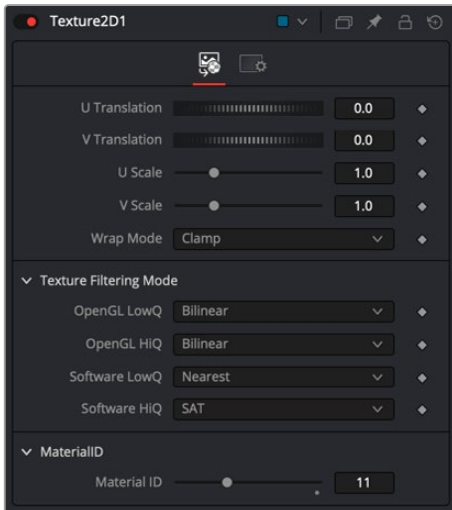 Texture2D1
U Translation 0.0
V Translation 0.0
U Scale 1.0
V Scale 1.0
Wrap Mode Clamp
Texture Filtering Mode
OpenGL LowQ Bilinear
OpenGL HiQ Bilinear
Software LowQ Nearest
Software HiQ SAT
MaterialID
Material ID 11